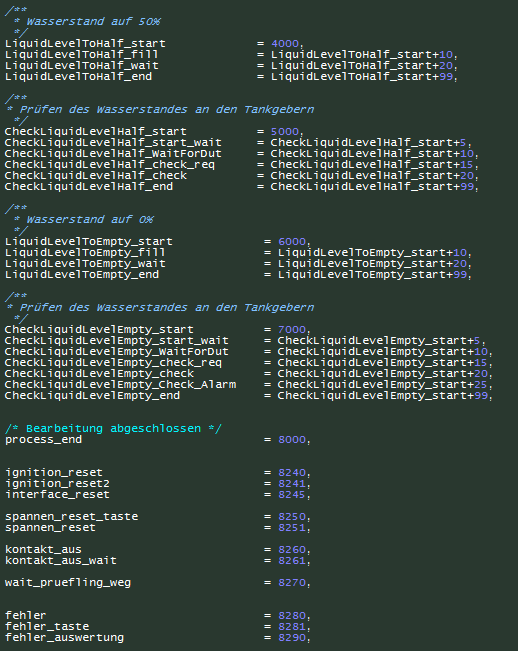 /**
 * Wasserstand auf 50%
 */
LiquidLevelToHalf_start = 4000,
LiquidLevelToHalf_fill = LiquidLevelToHalf_start+10,
LiquidLevelToHalf_wait = LiquidLevelToHalf_start+20,
LiquidLevelToHalf_end = LiquidLevelToHalf_start+99,
/**
* Prüfen des Wasserstandes an den Tankgebern
 */
CheckLiquidLevelHalf_start = 5000,
CheckLiquidLevelHalf_start_wait = CheckLiquidLevelHalf_start+5,
CheckLiquidLevelHalf_WaitForDut = CheckLiquidLevelHalf_start+10,
CheckLiquidLevelHalf_check_req = CheckLiquidLevelHalf_start+15,
CheckLiquidLevelHalf_check = CheckLiquidLevelHalf_start+20,
CheckLiquidLevelHalf_end = CheckLiquidLevelHalf_start+99,
/**
 * Wasserstand auf 0%
 */
LiquidLevelToEmpty_start = 6000,
LiquidLevelToEmpty_fill = LiquidLevelToEmpty_start+10,
LiquidLevelToEmpty_wait = LiquidLevelToEmpty_start+20,
LiquidLevelToEmpty_end = LiquidLevelToEmpty_start+99,
/**
* Prüfen des Wasserstandes an den Tankgebern
 */
CheckLiquidLevelEmpty_start = 7000,
CheckLiquidLevelEmpty_start_wait = CheckLiquidLevelEmpty_start+5,
CheckLiquidLevelEmpty_WaitForDut = CheckLiquidLevelEmpty_start+10,
CheckLiquidLevelEmpty_check_req = CheckLiquidLevelEmpty_start+15,
CheckLiquidLevelEmpty_check = CheckLiquidLevelEmpty_start+20,
CheckLiquidLevelEmpty_Check_Alarm = CheckLiquidLevelEmpty_start+25,
CheckLiquidLevelEmpty_end = CheckLiquidLevelEmpty_start+99,
/* Bearbeitung abgeschlossen */
process_end = 8000,
ignition_reset = 8240,
ignition_reset2 = 8241,
interface_reset = 8245,
spannen_reset_taste = 8250,
spannen_reset = 8251,
kontakt_aus = 8260,
kontakt_aus_wait = 8261,
wait_pruefling_weg = 8270,
fehler = 8280,
fehler_taste = 8281,
fehler_auswertung = 8290,